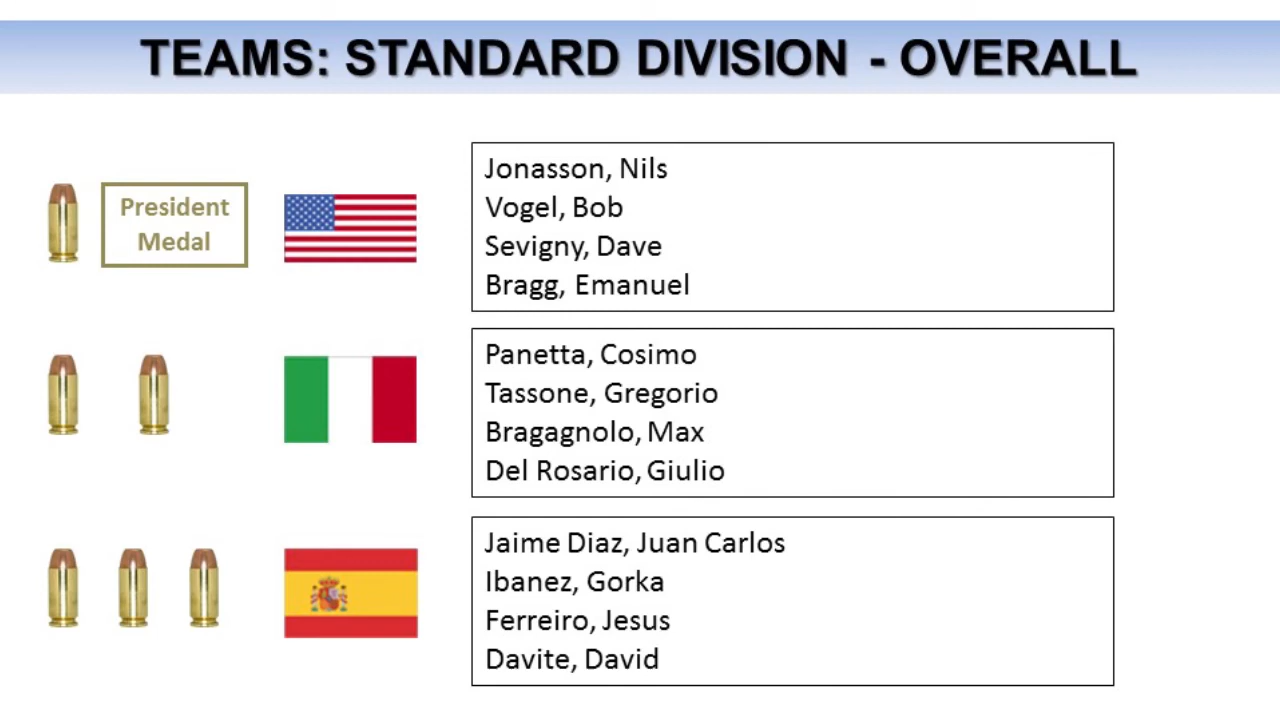 TEAMS: STANDARD DIVISION - OVERALL
President
Medal
Jonasson, Nils
Vogel, Bob
Sevigny, Dave
Bragg, Emanuel
Panetta, Cosimo
Tassone, Gregorio
Bragagnolo, Max
Del Rosario, Giulio
Jaime Diaz, Juan Carlos
Ibanez, Gorka
Ferreiro, Jesus
Davite, David